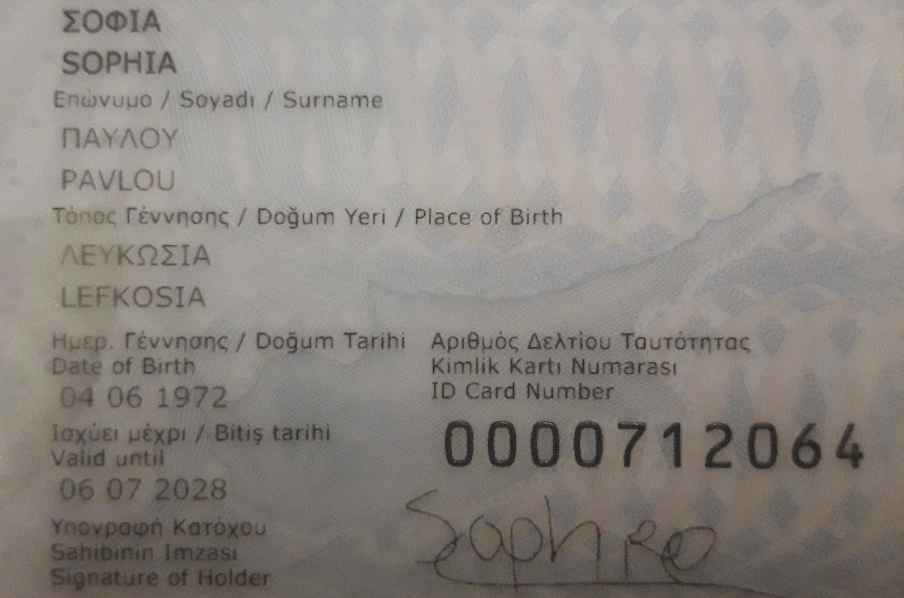 ΣΟΦΙΑ
SOPHIA
Επώνυμο / Soyadı / Surname
ΠΑΥΛΟΥ
PAVLOU
Τόπος Γέννησης / Doğum Yeri / Place of Birth
ΛΕΥΚΩΣΙΑ
LEFKOSIA
Ημερ. Γέννησης / Doğum Tarihi
Date of Birth
04 06 1972
Αριθμός Δελτίου Ταυτότητας
Kimlik Kartı Numarası
ID Card Number
0000712064
Ισχύει μέχρι / Bitiş tarihi
Valid until
06 07 2028
Υπογραφή Κατόχου
Sahibinin İmzası
Signature of Holder